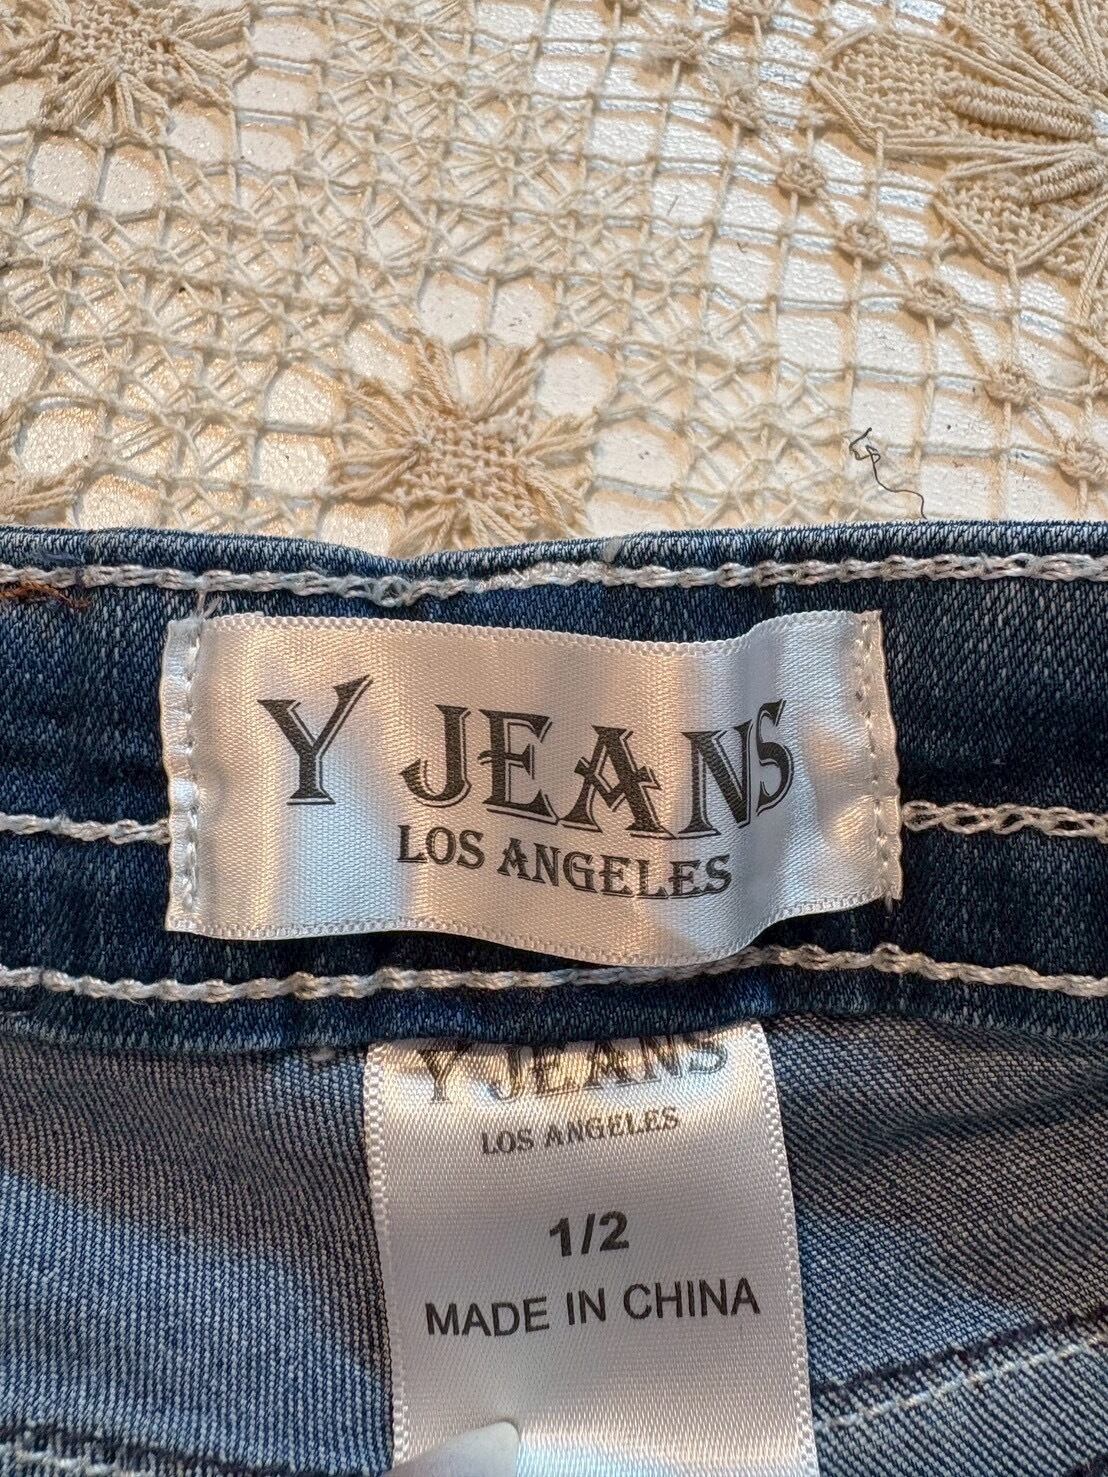 Y JEANS
LOS ANGELES
Y JEANS
LOS ANGELES
1/2
MADE IN CHINA